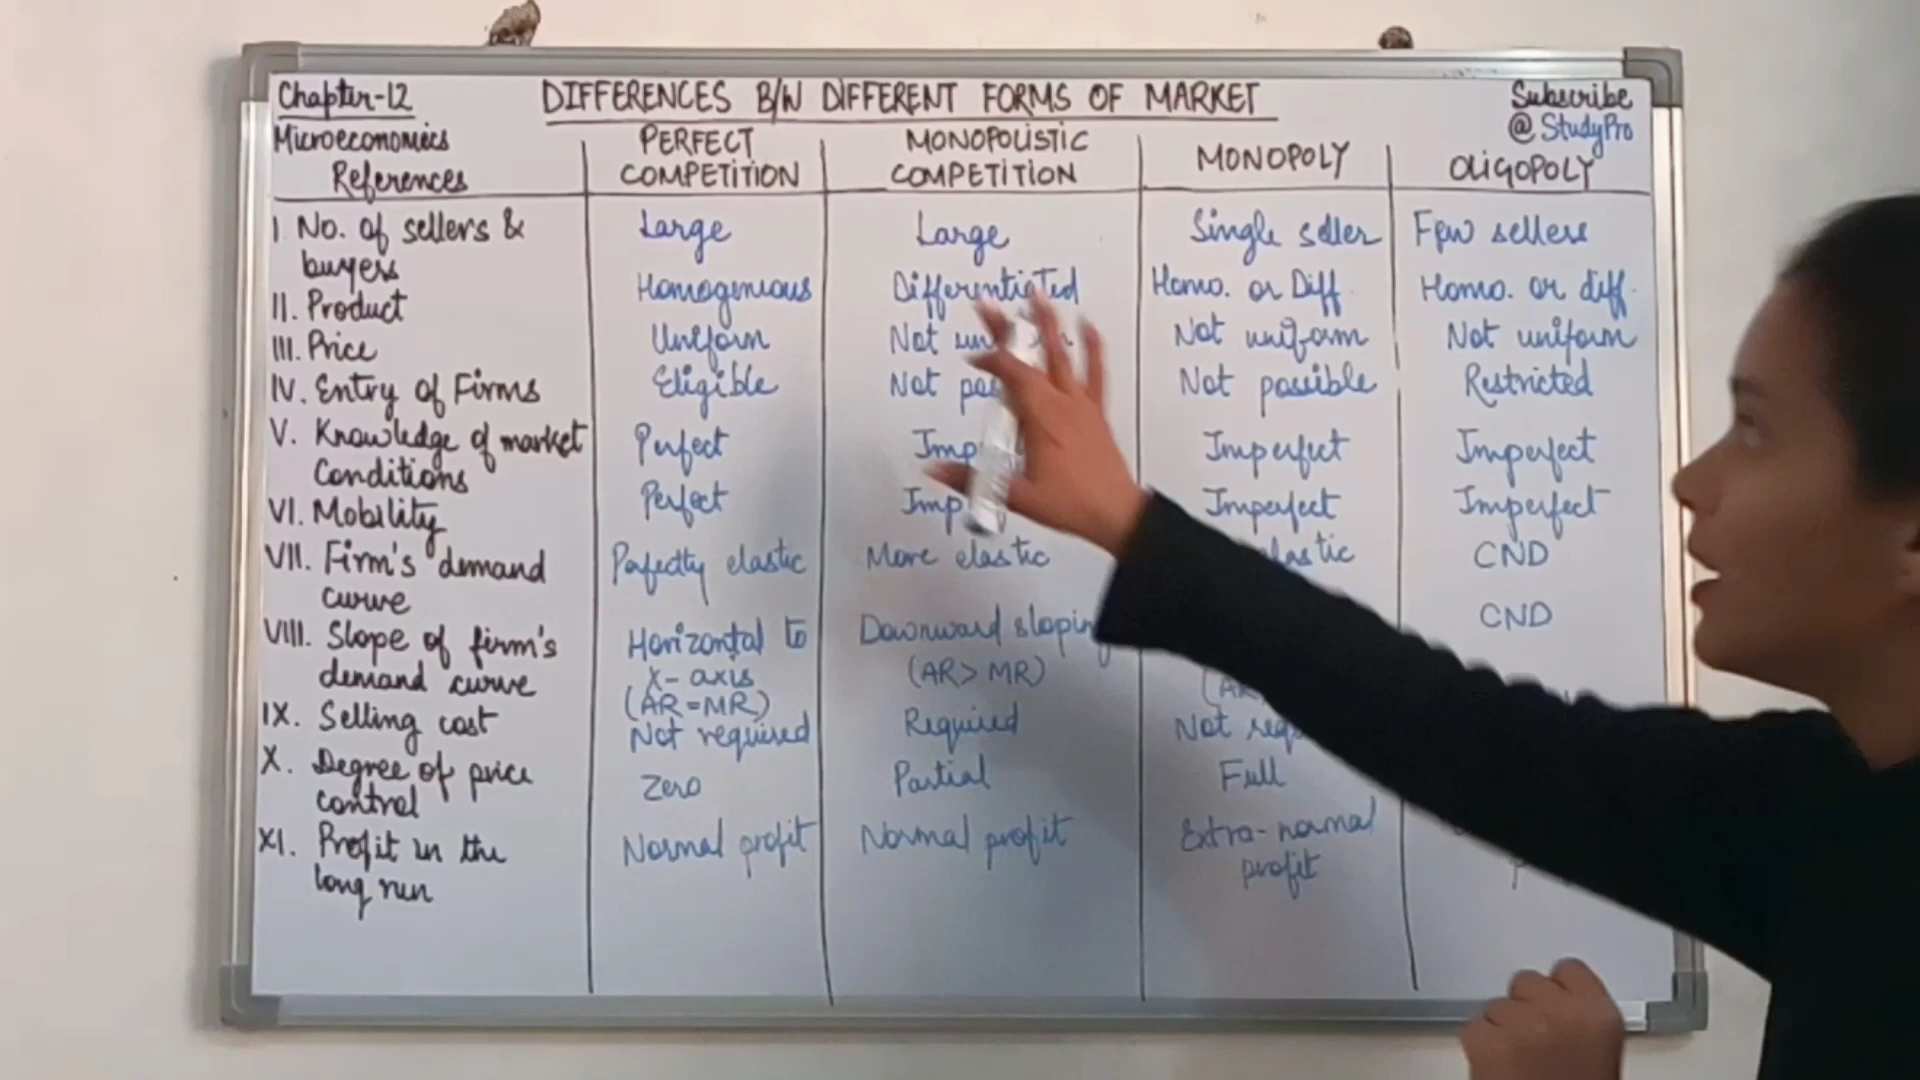 Chapter-12
DIFFERENCES B/W DIFFERENT FORMS OF MARKET
Subscribe
@ StudyPro
Microeconomics
References
PERFECT
COMPETITION
MONOPOLISTIC
COMPETITION
MONOPOLY
OLIGOPOLY
I. No. of sellers &
buyers
Large
Large
Single seller
Few sellers
II. Product
Homogenious
Differentiated
Homo. or Diff.
Homo. or diff.
III. Price
Uniform
Not
Not uniform
Not uniform
IV. Entry of Firms
Eligible
Not
Not possible
Restricted
V. Knowledge of market
Conditions
Perfect
Imperfect
Imperfect
VI. Mobility
Perfect
Imperfect
Imperfect
VII. Firm's demand
curve
Perfectly elastic
More elastic
CND
VIII. Slope of firm's
demand curve
Horizontal to
X-axis
(AR=MR)
Downward sloping
(AR>MR)
CND
IX. Selling cost
Not required
Required
Not
X. Degree of price
control
Zero
Partial
Full
XI. Profit in the
long run
Normal profit
Normal profit
Extra-normal
profit